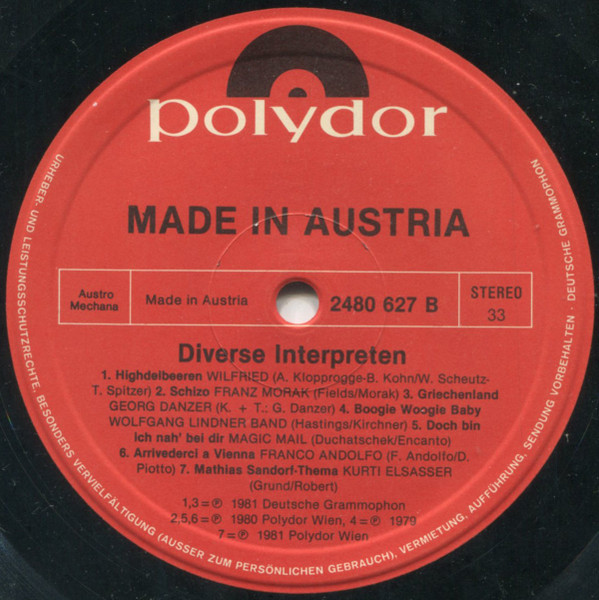 polydor
MADE IN AUSTRIA
Austro
Mechana
Made in Austria
2480 627 B
STEREO
33
Diverse Interpreten
1. Highdelbeeren WILFRIED (A. Klopprogge-B. Kohn/W. Scheutz-
T. Spitzer) 2. Schizo FRANZ MORAK (Fields/Morak) 3. Griechenland
GEORG DANZER (K. + T.: G. Danzer) 4. Boogie Woogie Baby
WOLFGANG LINDNER BAND (Hastings/Kirchner) 5. Doch bin
ich nah' bei dir MAGIC MAIL (Duchatschek/Encanto)
6. Arrivederci a Vienna FRANCO ANDOLFO (F. Andolfo/D.
Piotto) 7. Mathias Sandorf-Thema KURTI ELSASSER
(Grund/Robert)
1,3 = ℗ 1981 Deutsche Grammophon
2,5,6 = ℗ 1980 Polydor Wien, 4 = ℗ 1979
7 = ℗ 1981 Polydor Wien
URHEBER- UND LEISTUNGSSCHUTZRECHTE, BESONDERS VERVIELFÄLTIGUNG (AUSSER ZUM PERSÖNLICHEN GEBRAUCH), VERMIETUNG, AUFFÜHRUNG, SENDUNG VORBEHALTEN · DEUTSCHE GRAMMOPHON